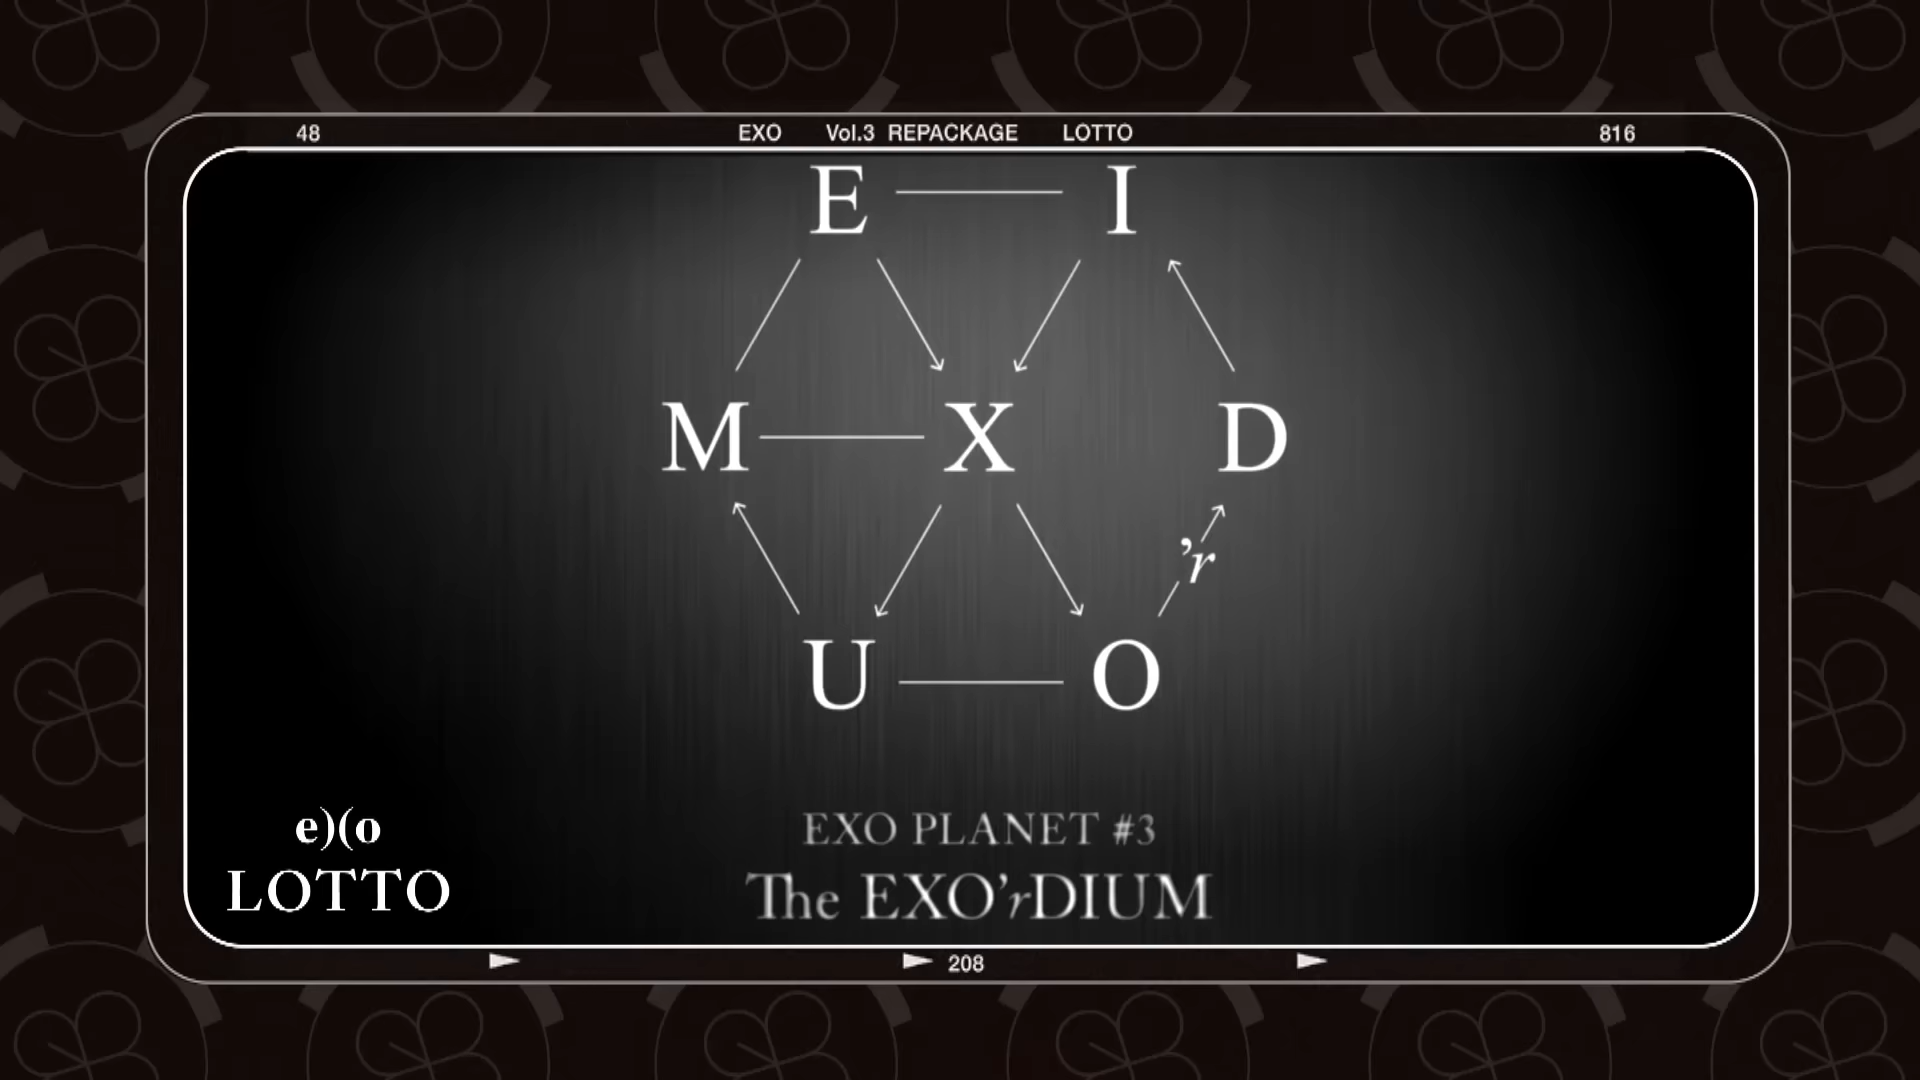 48 EXO Vol.3 REPACKAGE LOTTO 816
E I
M X D
'r
U O
EXO PLANET #3
The EXO'rDIUM
e)(o
LOTTO
208